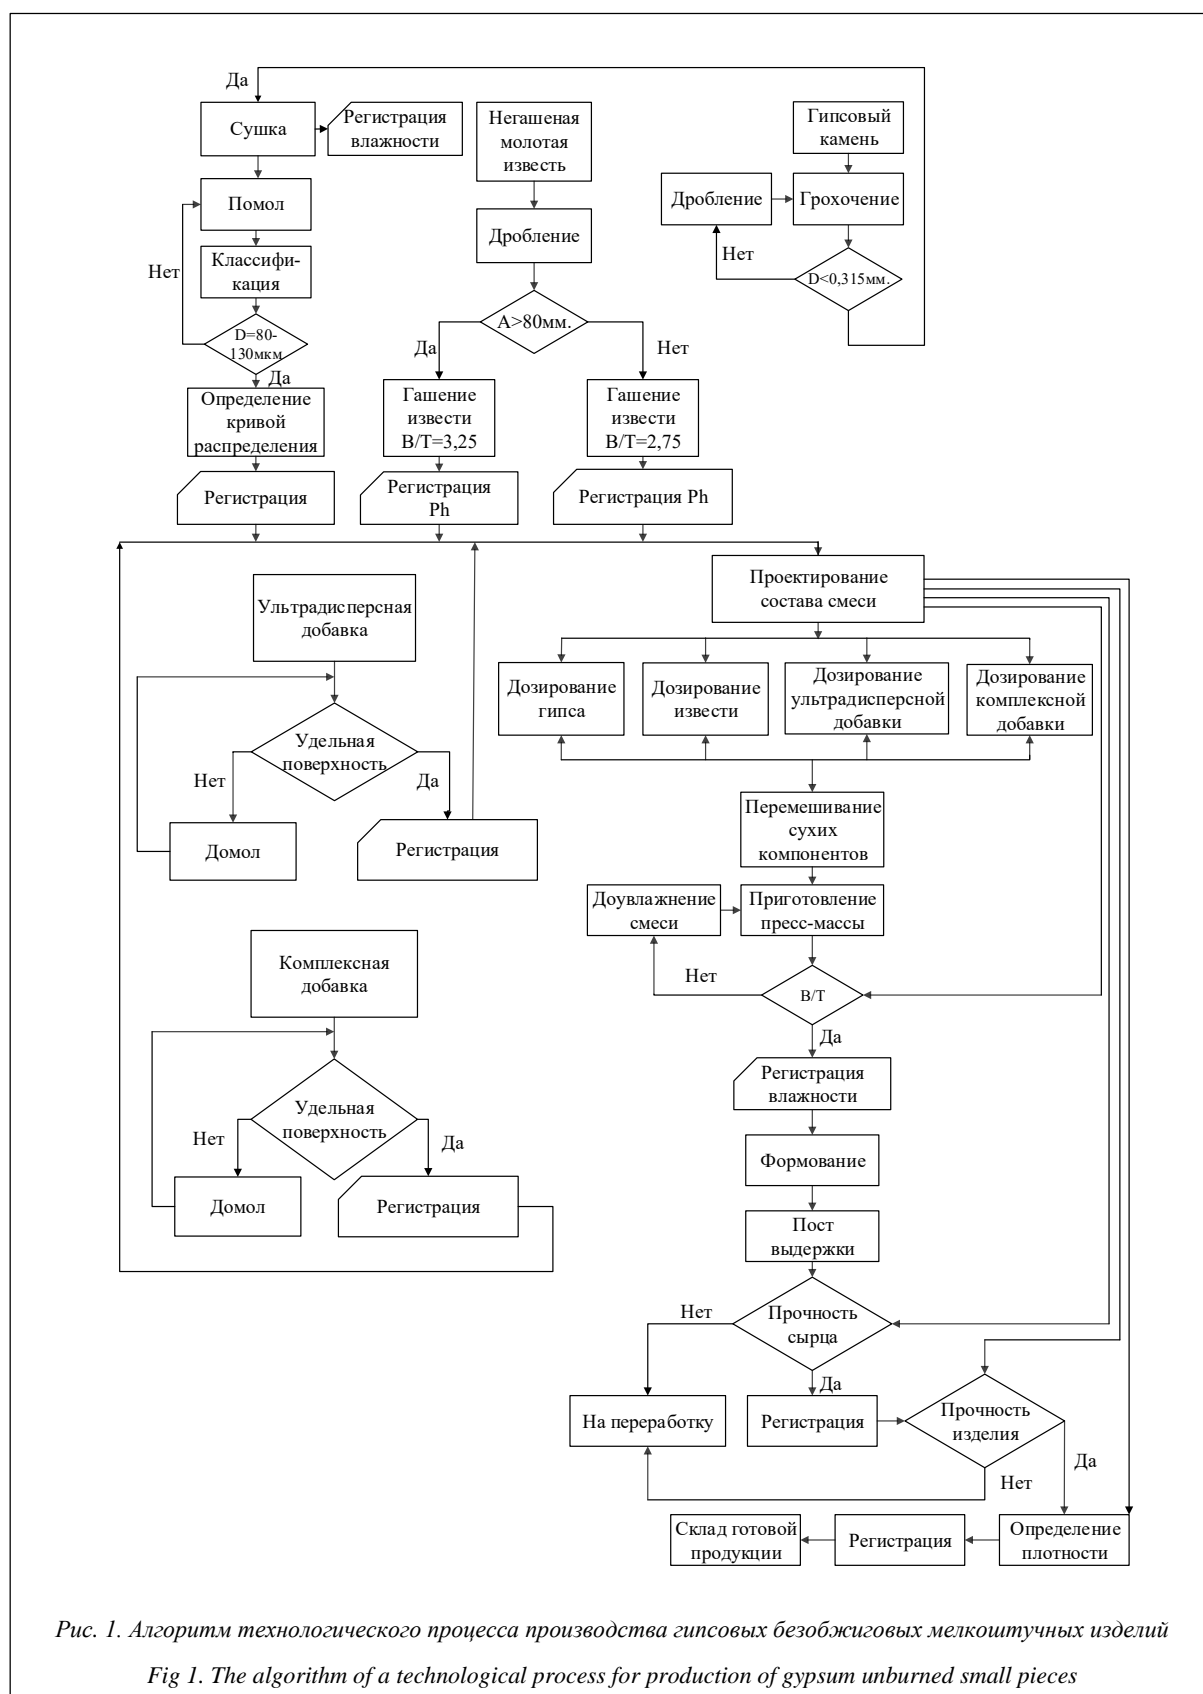 Да
Сушка
Регистрация
влажности
Негашеная
молотая
известь
Гипсовый
камень
Помол
Дробление
Дробление
Грохочение
Нет
Классифи-
кация
Нет
D<0,315мм.
D=80-
130мкм
А>80мм.
Да
Да
Нет
Определение
кривой
распределения
Гашение
извести
В/Т=3,25
Гашение
извести
В/Т=2,75
Регистрация
Регистрация
Ph
Регистрация Ph
Проектирование
состава смеси
Ультрадисперсная
добавка
Дозирование
гипса
Дозирование
извести
Дозирование
ультрадисперсной
добавки
Дозирование
комплексной
добавки
Удельная
поверхность
Нет
Да
Домол
Регистрация
Перемешивание
сухих
компонентов
Доувлажнение
смеси
Приготовление
пресс-массы
Комплексная
добавка
Нет
В/Т
Да
Регистрация
влажности
Удельная
поверхность
Нет
Да
Домол
Регистрация
Формование
Пост
выдержки
Нет
Прочность
сырца
Да
На переработку
Регистрация
Прочность
изделия
Нет
Да
Склад готовой
продукции
Регистрация
Определение
плотности
Рис. 1. Алгоритм технологического процесса производства гипсовых безобжиговых мелкоштучных изделий
Fig 1. The algorithm of a technological process for production of gypsum unburned small pieces